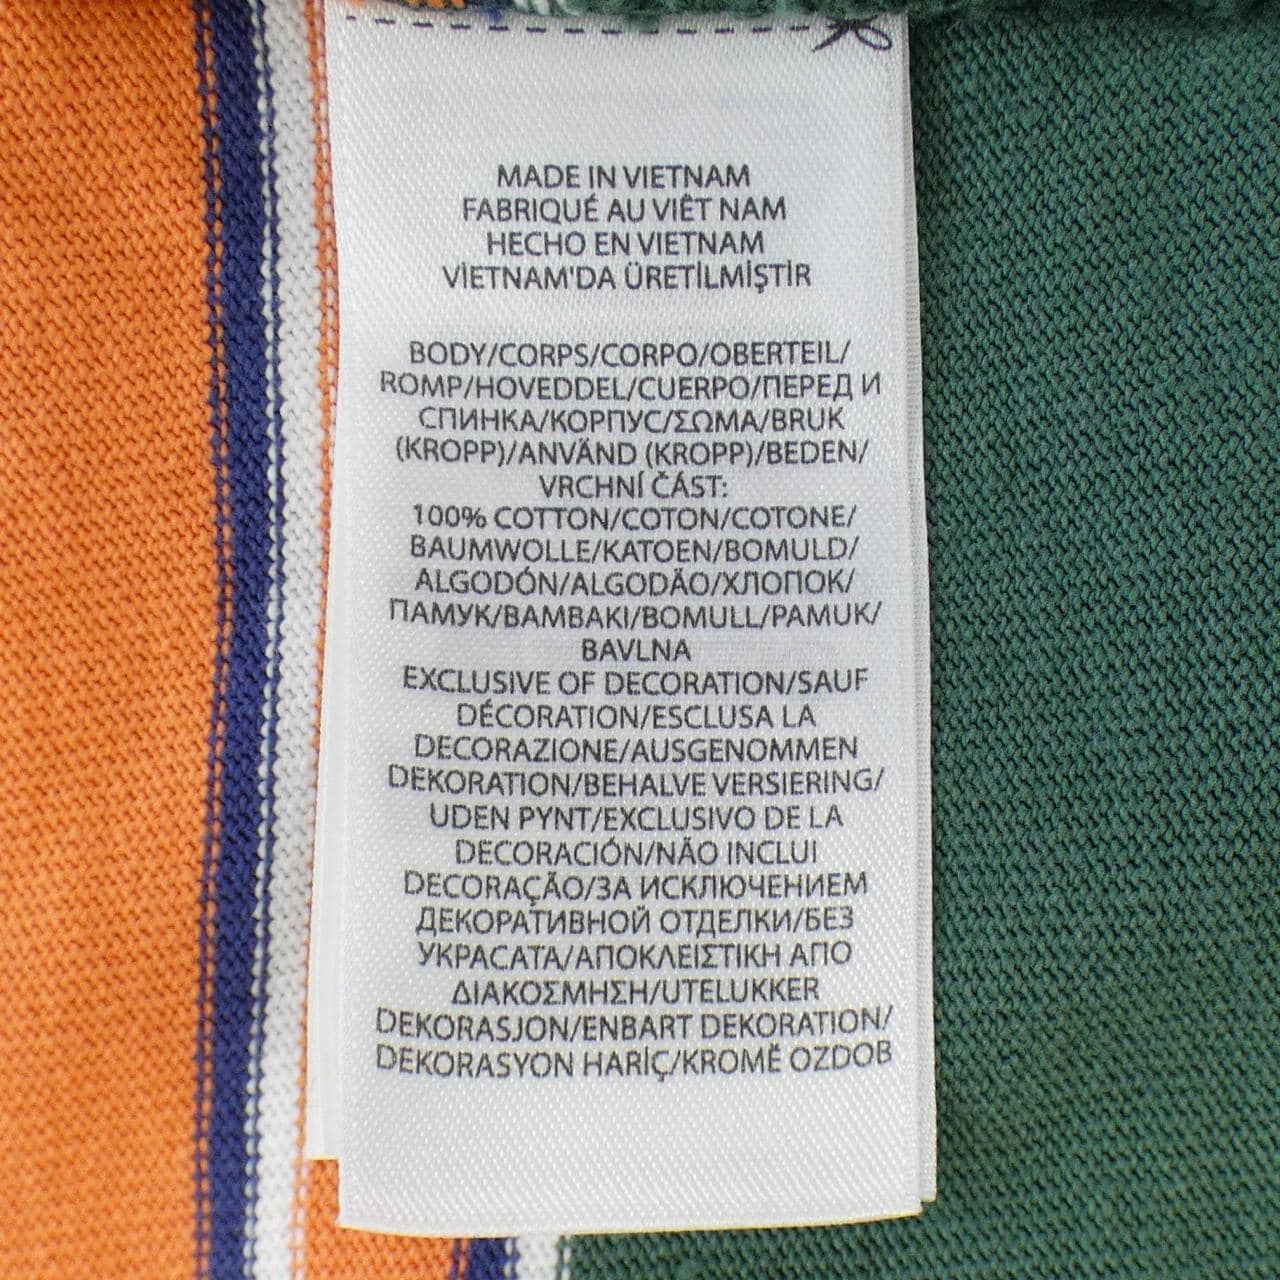 MADE IN VIETNAM
FABRIQUÉ AU VIÊT NAM
HECHO EN VIETNAM
VİETNAM'DA ÜRETİLMİŞTİR
BODY/CORPS/CORPO/OBERTEIL/
ROMP/HOVEDDEL/CUERPO/ПЕРЕД И
СПИНКА/КОРПУС/ΣΩΜΑ/BRUK
(KROPP)/ANVÄND (KROPP)/BEDEN/
VRCHNÍ ČÁST:
100% COTTON/COTON/COTONE/
BAUMWOLLE/KATOEN/BOMULD/
ALGODÓN/ALGODÃO/ХЛОПОК/
ПАМУК/ΒΑΜΒΑΚΙ/BOMULL/PAMUK/
BAVLNA
EXCLUSIVE OF DECORATION/SAUF
DÉCORATION/ESCLUSA LA
DECORAZIONE/AUSGENOMMEN
DEKORATION/BEHALVE VERSIERING/
UDEN PYNT/EXCLUSIVO DE LA
DECORACIÓN/NÃO INCLUI
DECORAÇÃO/ЗА ИСКЛЮЧЕНИЕМ
ДЕКОРАТИВНОЙ ОТДЕЛКИ/БЕЗ
УКРАСАТА/ΑΠΟΚΛΕΙΣΤΙΚΗ ΑΠΟ
ΔΙΑΚΟΣΜΗΣΗ/UTELUKKER
DEKORASJON/ENBART DEKORATION/
DEKORASYON HARİÇ/KROMĚ OZDOB